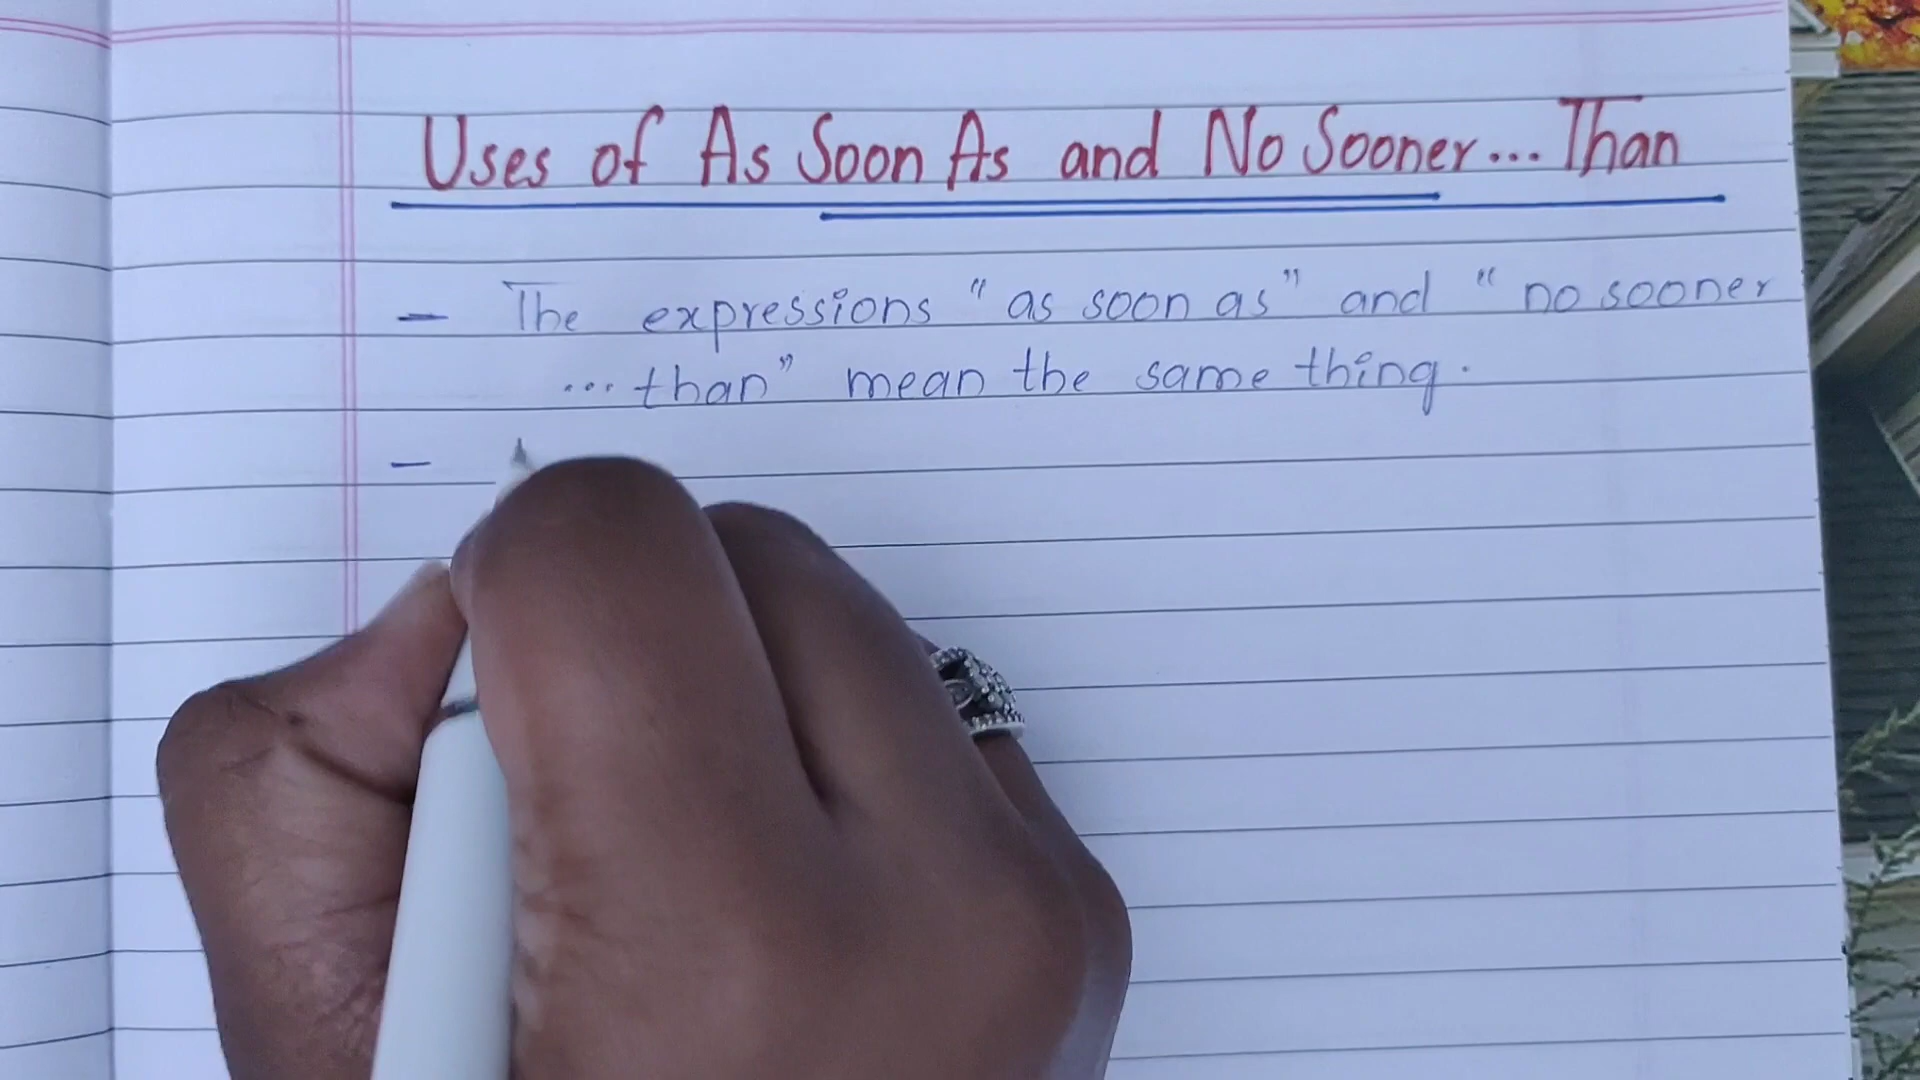 Uses of As Soon As and No Sooner... Than
- The expressions "as soon as" and "no sooner
... than" mean the same thing.
-